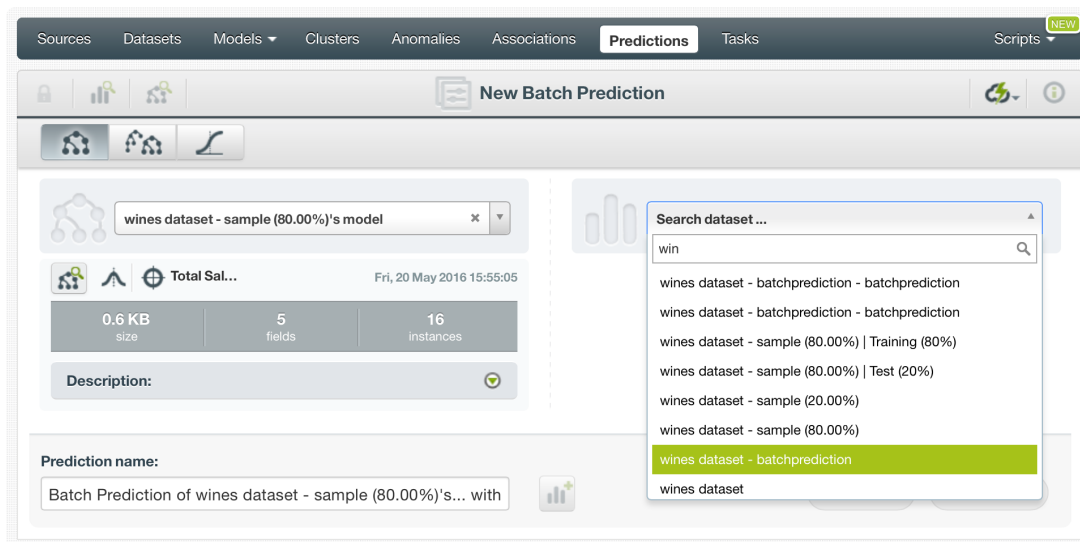 Sources Datasets Models Clusters Anomalies Associations Predictions Tasks Scripts NEW
New Batch Prediction
wines dataset - sample (80.00%)'s model
Total Sal... Fri, 20 May 2016 15:55:05
0.6 KB 5 16
size fields instances
Description:
Search dataset ...
win
wines dataset - batchprediction - batchprediction
wines dataset - batchprediction - batchprediction
wines dataset - sample (80.00%) | Training (80%)
wines dataset - sample (80.00%) | Test (20%)
wines dataset - sample (20.00%)
wines dataset - sample (80.00%)
wines dataset - batchprediction
wines dataset
Prediction name:
Batch Prediction of wines dataset - sample (80.00%)'s... with